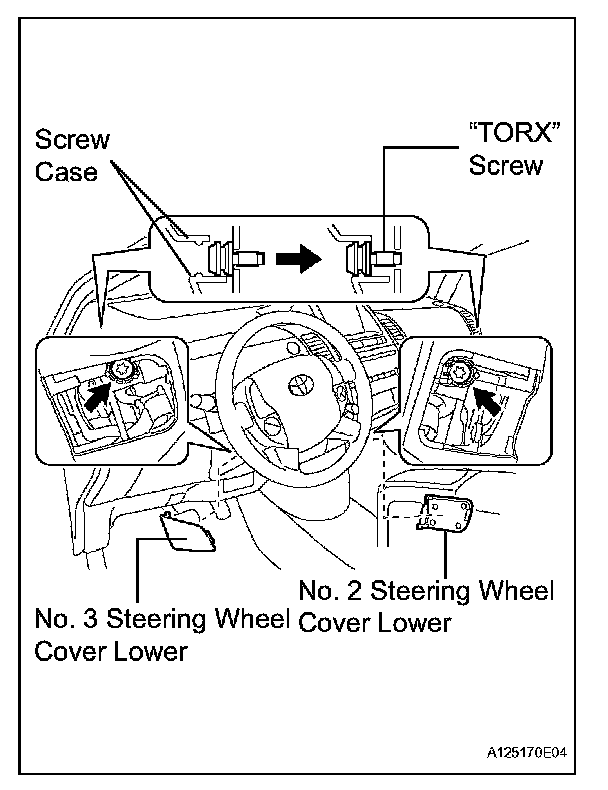 Screw
Case
“TORX”
Screw
No. 2 Steering Wheel
Cover Lower
No. 3 Steering Wheel
Cover Lower
A125170E04